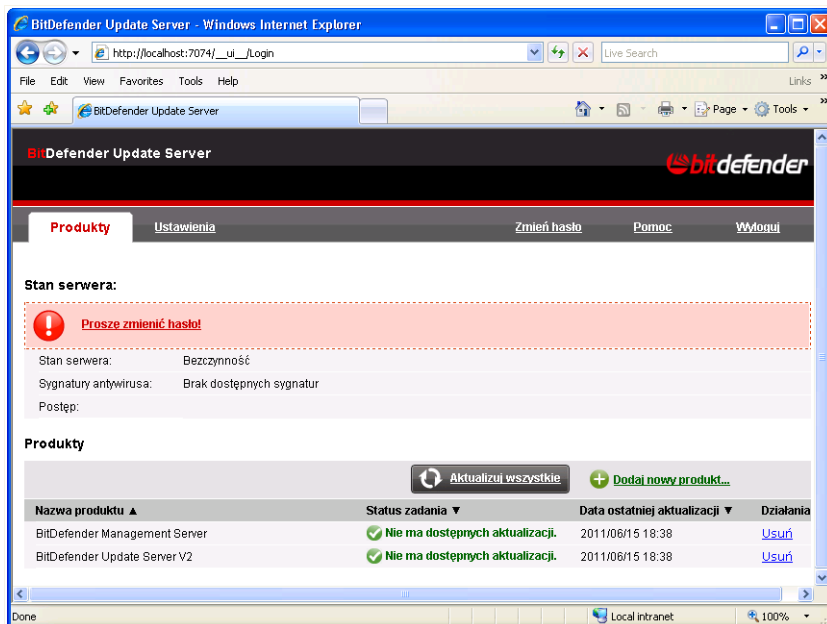 BitDefender Update Server - Windows Internet Explorer
http://localhost:7074/__ui__/Login
Live Search
File Edit View Favorites Tools Help
Links »
BitDefender Update Server
Page Tools »
BitDefender Update Server
bitdefender
Produkty Ustawienia Zmień hasło Pomoc Wyloguj
Stan serwera:
Proszę zmienić hasło!
Stan serwera: Bezczynność
Sygnatury antywirusa: Brak dostępnych sygnatur
Postęp:
Produkty
Aktualizuj wszystkie Dodaj nowy produkt...
Nazwa produktu ▲ Status zadania ▼ Data ostatniej aktualizacji ▼ Działania
BitDefender Management Server Nie ma dostępnych aktualizacji. 2011/06/15 18:38 Usuń
BitDefender Update Server V2 Nie ma dostępnych aktualizacji. 2011/06/15 18:38 Usuń
Done Local intranet 100%